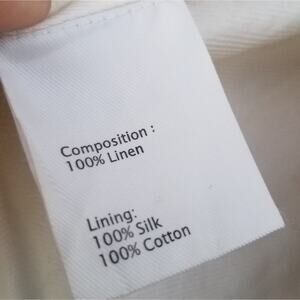 Composition :
100% Linen
Lining:
100% Silk
100% Cotton